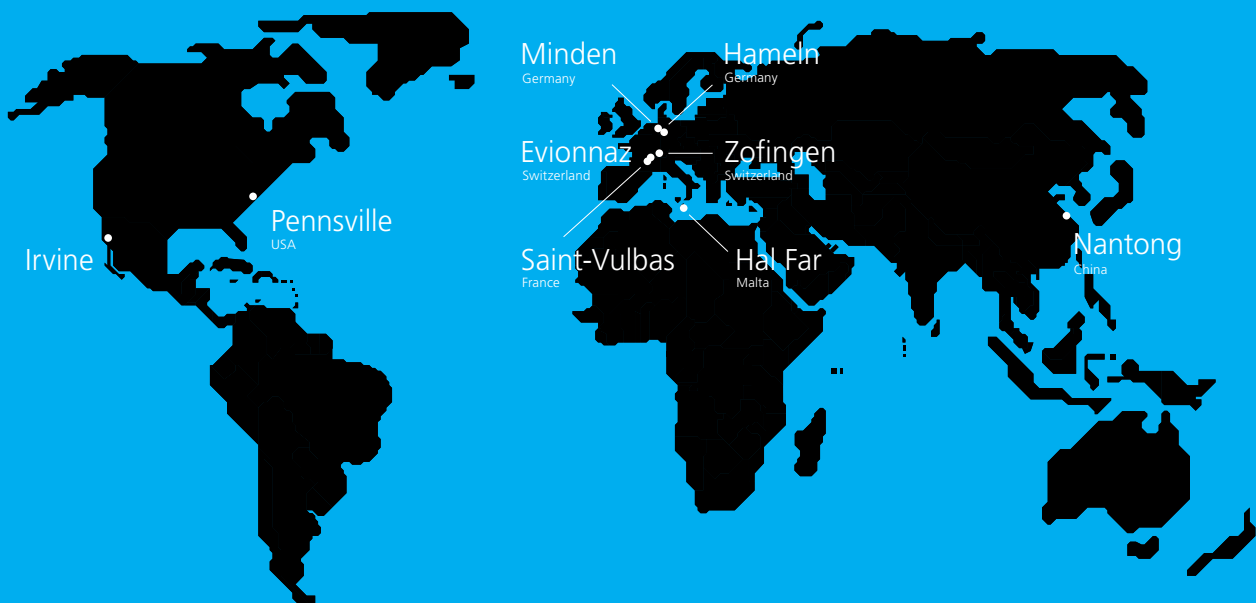 Minden
Germany
Hameln
Germany
Evionnaz
Switzerland
Zofingen
Switzerland
Pennsville
USA
Irvine
Saint-Vulbas
France
Hal Far
Malta
Nantong
China